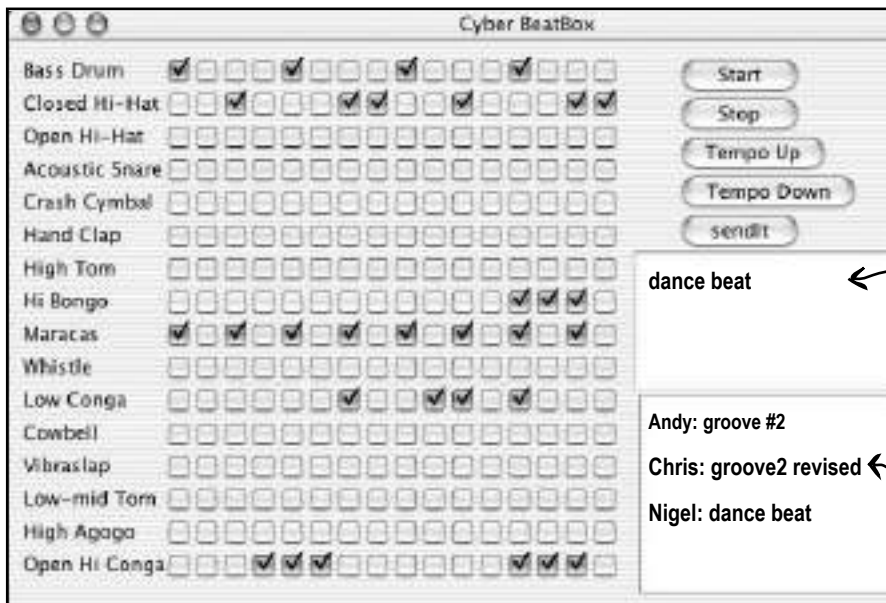 Cyber BeatBox
Bass Drum
Closed Hi-Hat
Open Hi-Hat
Acoustic Snare
Crash Cymbal
Hand Clap
High Tom
Hi Bongo
Maracas
Whistle
Low Conga
Cowbell
Vibraslap
Low-mid Tom
High Agogo
Open Hi Conga
Start
Stop
Tempo Up
Tempo Down
sendIt
dance beat
Andy: groove #2
Chris: groove2 revised
Nigel: dance beat